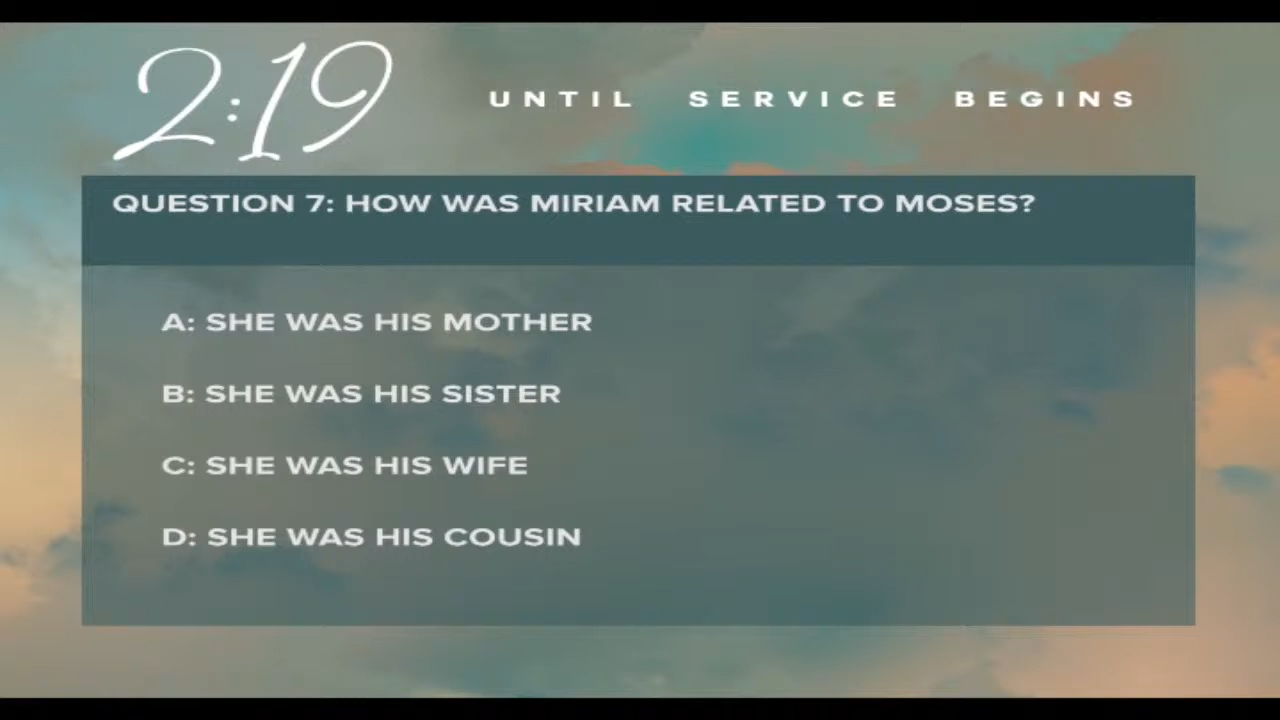 2:19 UNTIL SERVICE BEGINS
QUESTION 7: HOW WAS MIRIAM RELATED TO MOSES?
A: SHE WAS HIS MOTHER
B: SHE WAS HIS SISTER
C: SHE WAS HIS WIFE
D: SHE WAS HIS COUSIN